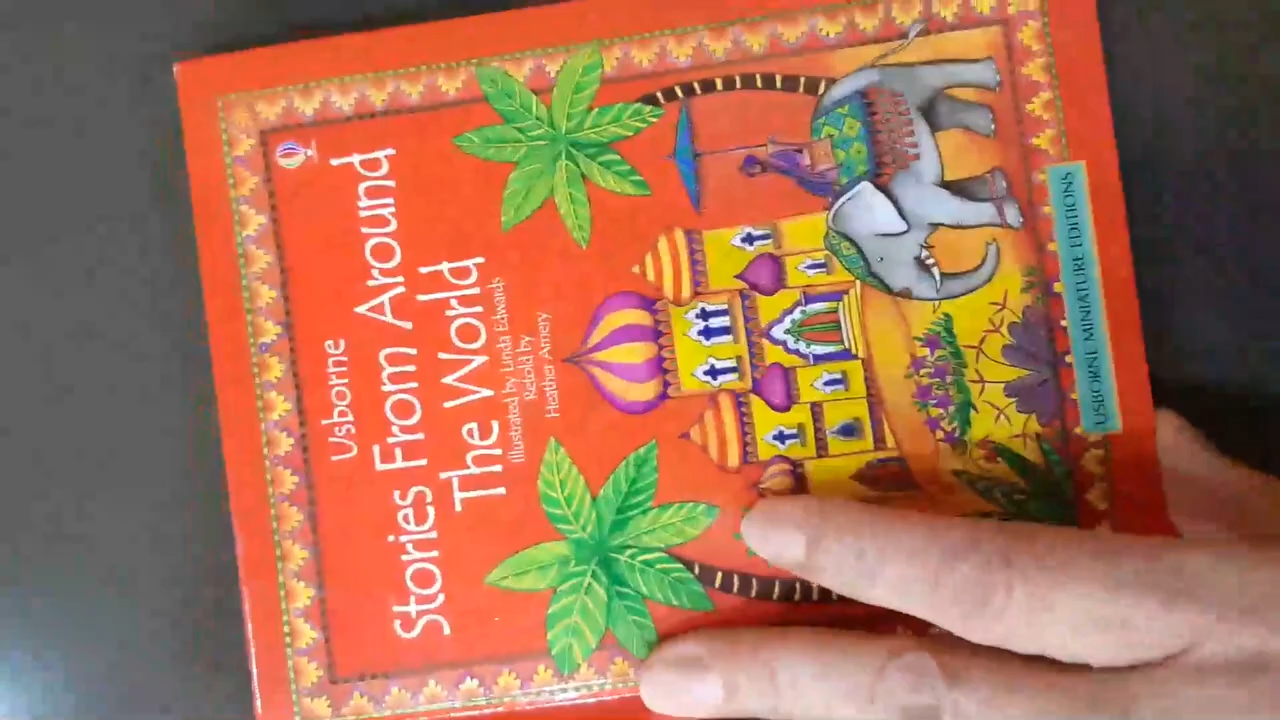 Usborne
Stories From Around
The World
Illustrated by Linda Edwards
Retold by
Heather Amery
USBORNE MINIATURE EDITIONS